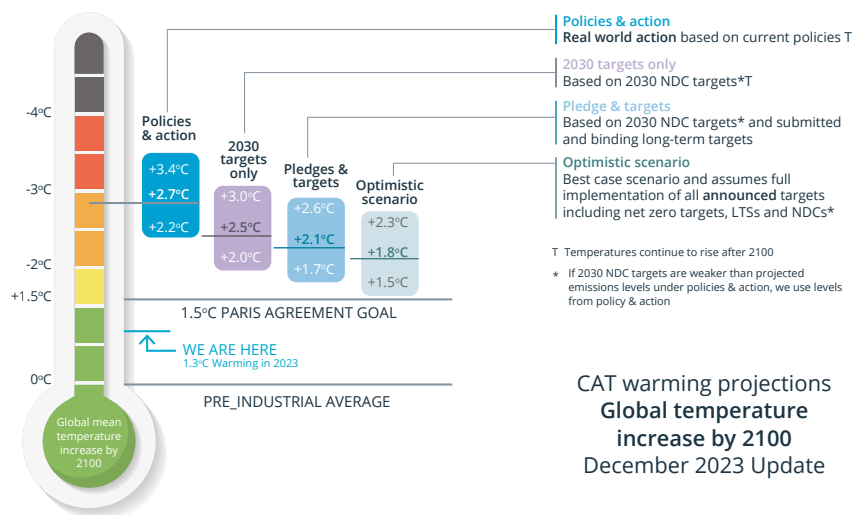 -4ºC
-3ºC
-2ºC
+1.5ºC
0ºC
Global mean
temperature
increase by
2100
Policies
& action
+3.4ºC
+2.7ºC
+2.2ºC
2030
targets
only
+3.0ºC
+2.5ºC
+2.0ºC
Pledges &
targets
+2.6ºC
+2.1ºC
+1.7ºC
Optimistic
scenario
+2.3ºC
+1.8ºC
+1.5ºC
1.5ºC PARIS AGREEMENT GOAL
WE ARE HERE
1.3ºC Warming in 2023
PRE_INDUSTRIAL AVERAGE
Policies & action
Real world action based on current policies T
2030 targets only
Based on 2030 NDC targets*T
Pledge & targets
Based on 2030 NDC targets* and submitted
and binding long-term targets
Optimistic scenario
Best case scenario and assumes full
implementation of all announced targets
including net zero targets, LTSs and NDCs*
T Temperatures continue to rise after 2100
* If 2030 NDC targets are weaker than projected
emissions levels under policies & action, we use levels
from policy & action
CAT warming projections
Global temperature
increase by 2100
December 2023 Update